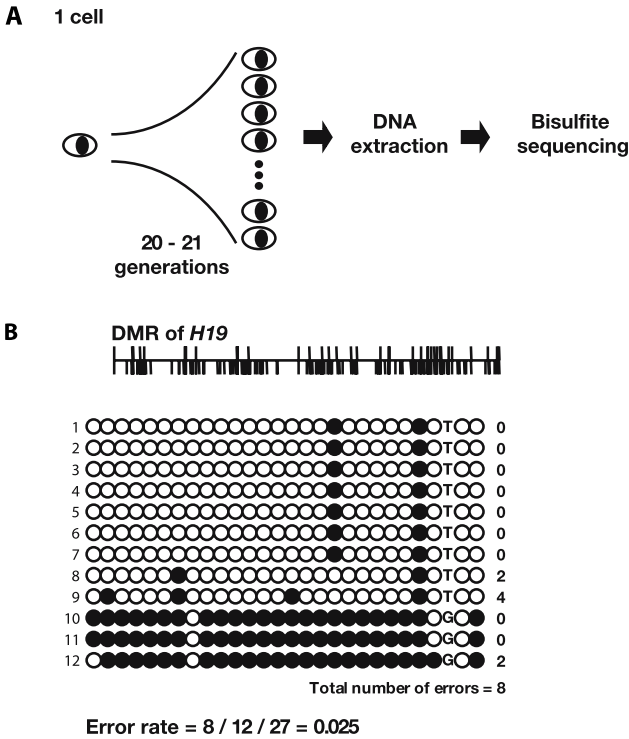 A
1 cell
20 - 21
generations
DNA
extraction
Bisulfite
sequencing
B
DMR of H19
1 T 0
2 T 0
3 T 0
4 T 0
5 T 0
6 T 0
7 T 0
8 T 2
9 T 4
10 G 0
11 G 0
12 G 2
Total number of errors = 8
Error rate = 8 / 12 / 27 = 0.025